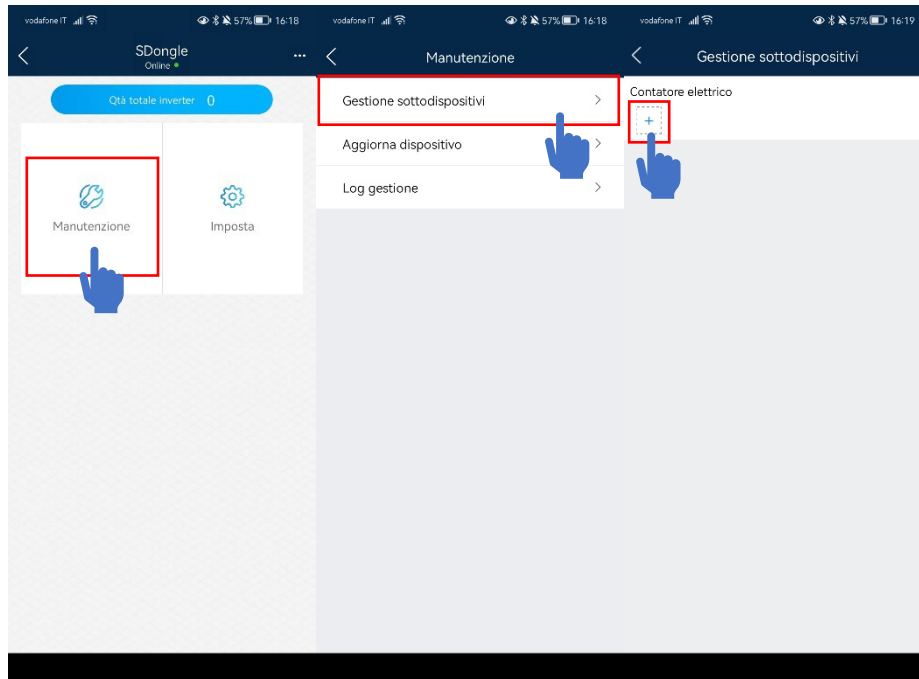 vodafone IT 57% 16:18
SDongle
Online
Qtà totale inverter 0
Manutenzione
Imposta
vodafone IT 57% 16:18
Manutenzione
Gestione sottodispositivi
Aggiorna dispositivo
Log gestione
vodafone IT 57% 16:19
Gestione sottodispositivi
Contatore elettrico
+